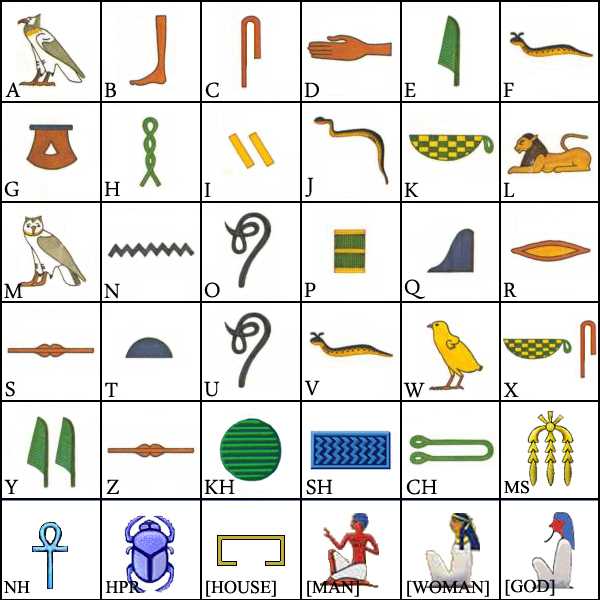 A B C D E F
G H I J K L
M N O P Q R
S T U V W X
Y Z KH SH CH MS
NH HPR [HOUSE] [MAN] [WOMAN] [GOD]